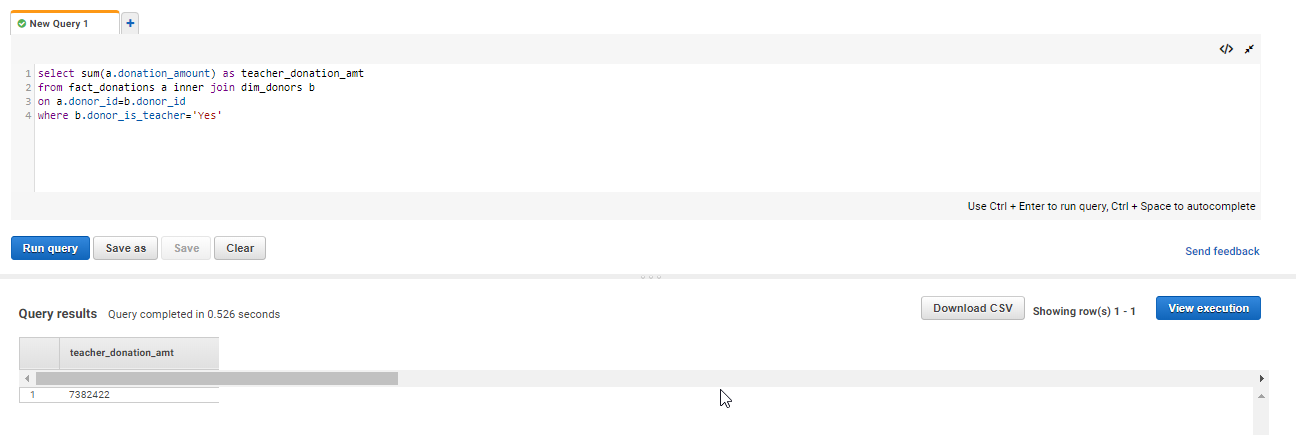 New Query 1
+
</>
1 select sum(a.donation_amount) as teacher_donation_amt
2 from fact_donations a inner join dim_donors b
3 on a.donor_id=b.donor_id
4 where b.donor_is_teacher='Yes'
Use Ctrl + Enter to run query, Ctrl + Space to autocomplete
Run query Save as Save Clear
Send feedback
Query results Query completed in 0.526 seconds Download CSV Showing row(s) 1 - 1 View execution
teacher_donation_amt
1 7382422